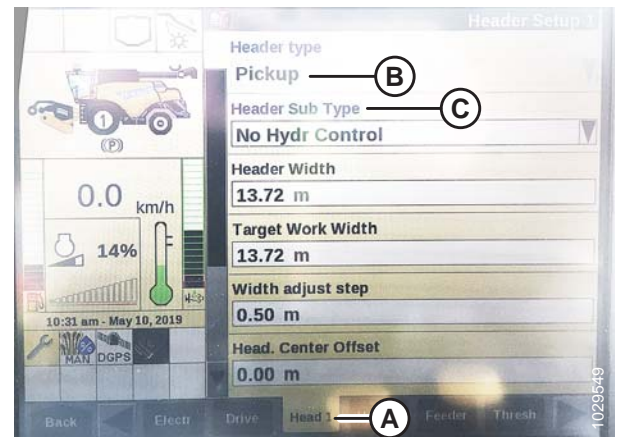 Header Setup 1
Header type
Pickup
B
Header Sub Type
C
No Hydr Control
Header Width
13.72 m
Target Work Width
13.72 m
Width adjust step
0.50 m
Head. Center Offset
0.00 m
1
(P)
0.0 km/h
14%
F
10:31 am - May 10, 2019
MAN DGPS
Back
Electr
Drive
Head 1
A
Feeder
Thresh
1029549